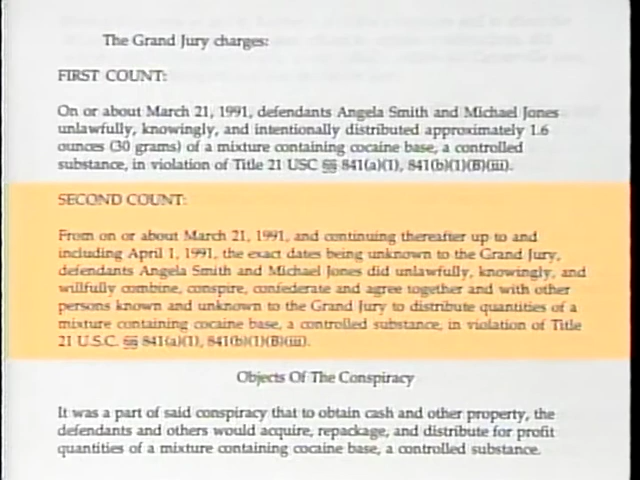 The Grand Jury charges:
FIRST COUNT:
On or about March 21, 1991, defendants Angela Smith and Michael Jones
unlawfully, knowingly, and intentionally distributed approximately 1.6
ounces (30 grams) of a mixture containing cocaine base, a controlled
substance, in violation of Title 21 USC §§ 841(a)(1), 841(b)(1)(B)(iii).
SECOND COUNT:
From on or about March 21, 1991, and continuing thereafter up to and
including April 1, 1991, the exact dates being unknown to the Grand Jury,
defendants Angela Smith and Michael Jones did unlawfully, knowingly, and
willfully combine, conspire, confederate and agree together and with other
persons known and unknown to the Grand Jury to distribute quantities of a
mixture containing cocaine base, a controlled substance, in violation of Title
21 U.S.C. §§ 841(a)(1), 841(b)(1)(B)(iii).
Objects Of The Conspiracy
It was a part of said conspiracy that to obtain cash and other property, the
defendants and others would acquire, repackage, and distribute for profit
quantities of a mixture containing cocaine base, a controlled substance.